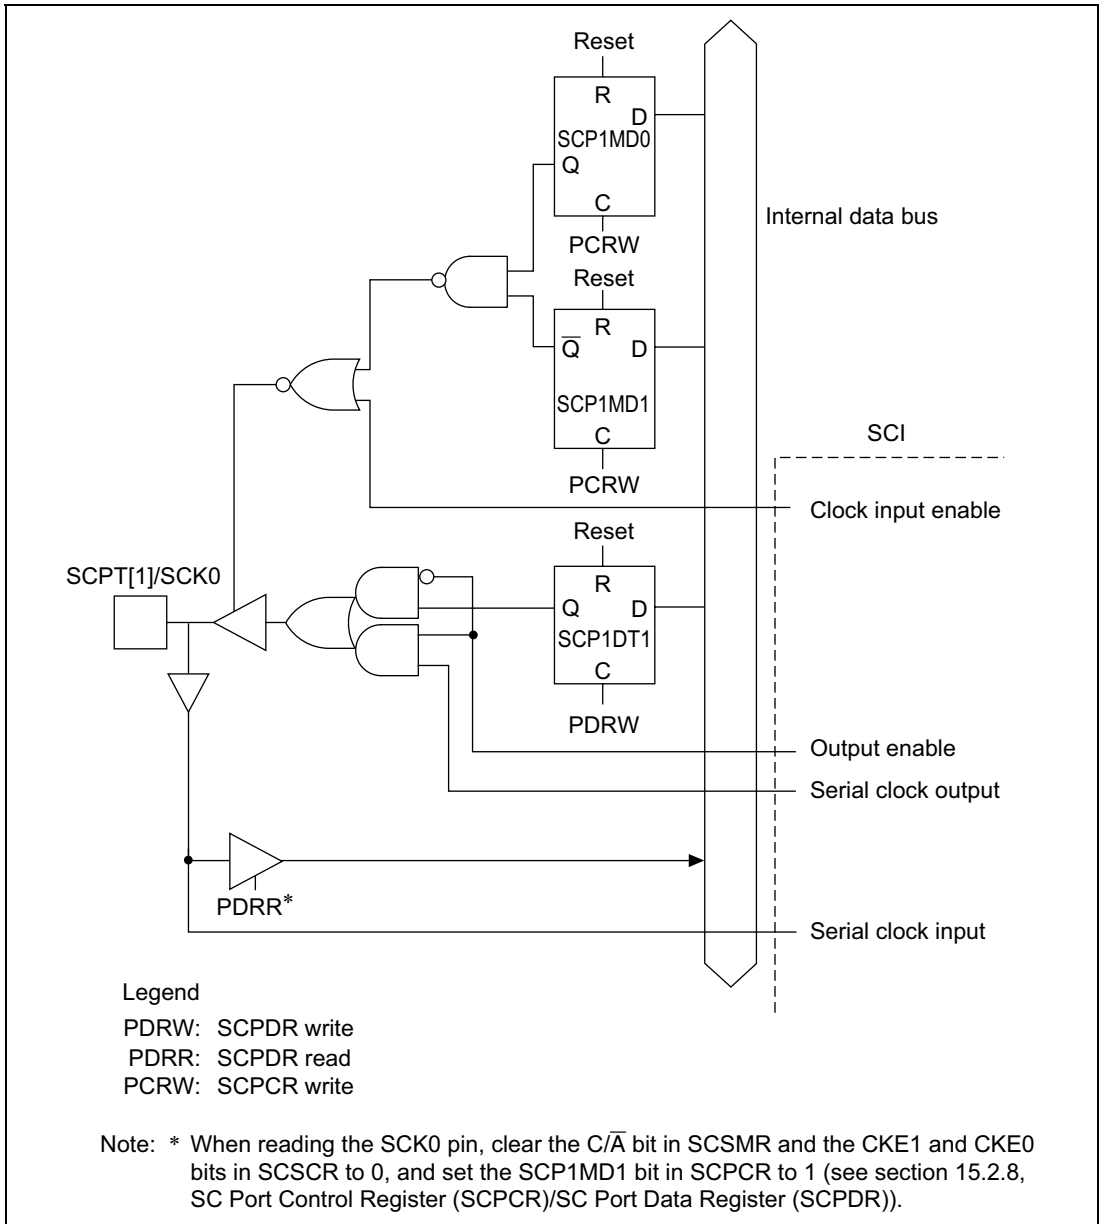 Reset
R
D
SCP1MD0
Q
C
PCRW
Internal data bus
Reset
R
Q̅ D
SCP1MD1
C
PCRW
SCI
Clock input enable
Reset
SCPT[1]/SCK0
R
Q D
SCP1DT1
C
PDRW
Output enable
Serial clock output
PDRR*
Serial clock input
Legend
PDRW: SCPDR write
PDRR: SCPDR read
PCRW: SCPCR write
Note: * When reading the SCK0 pin, clear the C/A̅ bit in SCSMR and the CKE1 and CKE0
bits in SCSCR to 0, and set the SCP1MD1 bit in SCPCR to 1 (see section 15.2.8,
SC Port Control Register (SCPCR)/SC Port Data Register (SCPDR)).